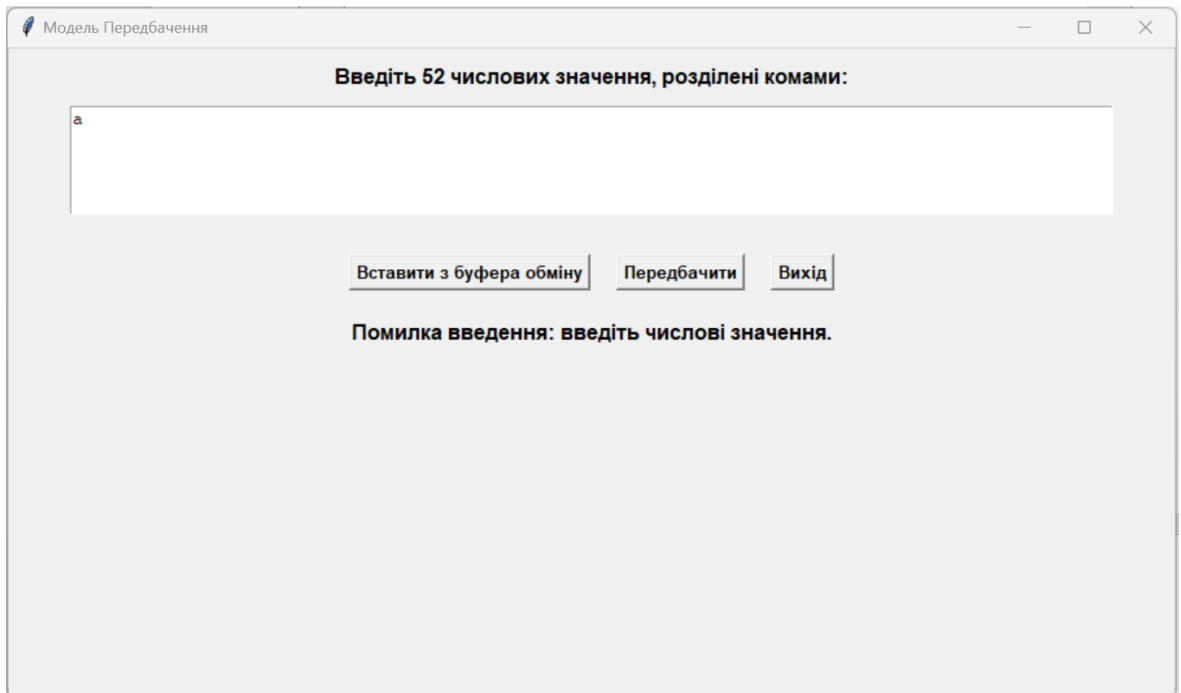 Модель Передбачення
Введіть 52 числових значення, розділені комами:
a
Вставити з буфера обміну Передбачити Вихід
Помилка введення: введіть числові значення.